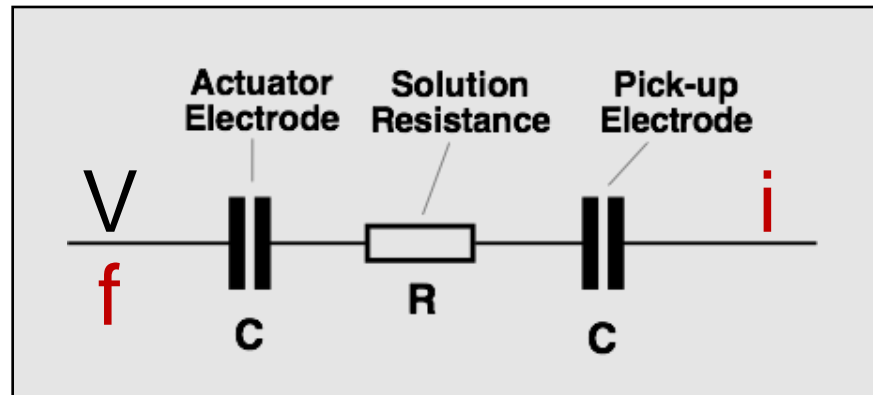 Actuator
Electrode
Solution
Resistance
Pick-up
Electrode
V
i
f
R
C
C